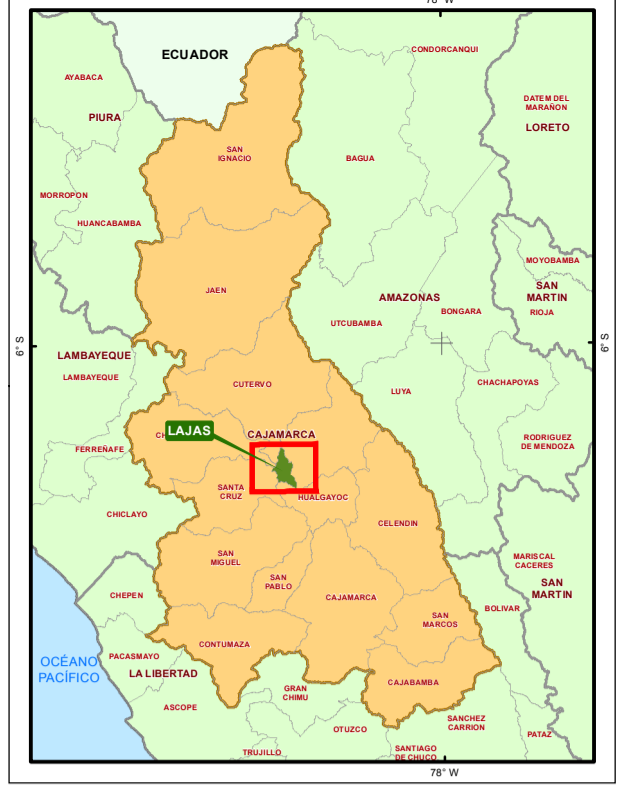 78° W
ECUADOR
CONDORCANQUI
AYABACA
PIURA
DATEM DEL
MARAÑON
LORETO
SAN
IGNACIO
BAGUA
MORROPON
HUANCABAMBA
MOYOBAMBA
SAN
MARTIN
RIOJA
JAEN
AMAZONAS
BONGARA
UTCUBAMBA
6° S
6° S
LAMBAYEQUE
LAMBAYEQUE
CUTERVO
CHACHAPOYAS
LUYA
CH
LAJAS
CAJAMARCA
FERREÑAFE
RODRIGUEZ
DE MENDOZA
SANTA
CRUZ
HUALGAYOC
CHICLAYO
CELENDIN
SAN
MIGUEL
MARISCAL
CACERES
SAN
MARTIN
SAN
PABLO
CHEPEN
CAJAMARCA
BOLIVAR
SAN
MARCOS
CONTUMAZA
OCÉANO
PACÍFICO
PACASMAYO
LA LIBERTAD
CAJABAMBA
GRAN
CHIMU
ASCOPE
SANCHEZ
CARRION
OTUZCO
PATAZ
TRUJILLO
SANTIAGO
DE CHUCO
78° W